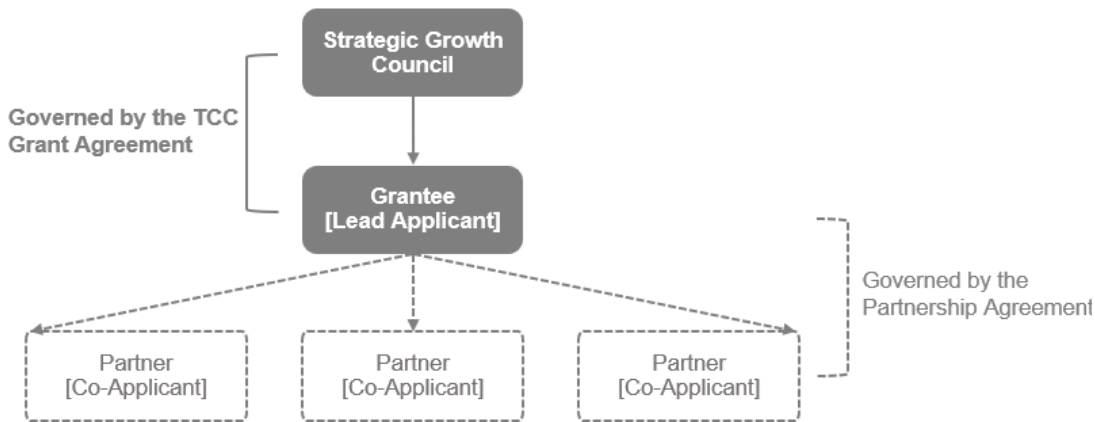 Strategic Growth
Council
Governed by the TCC
Grant Agreement
Grantee
[Lead Applicant]
Governed by the
Partnership Agreement
Partner
[Co-Applicant]
Partner
[Co-Applicant]
Partner
[Co-Applicant]